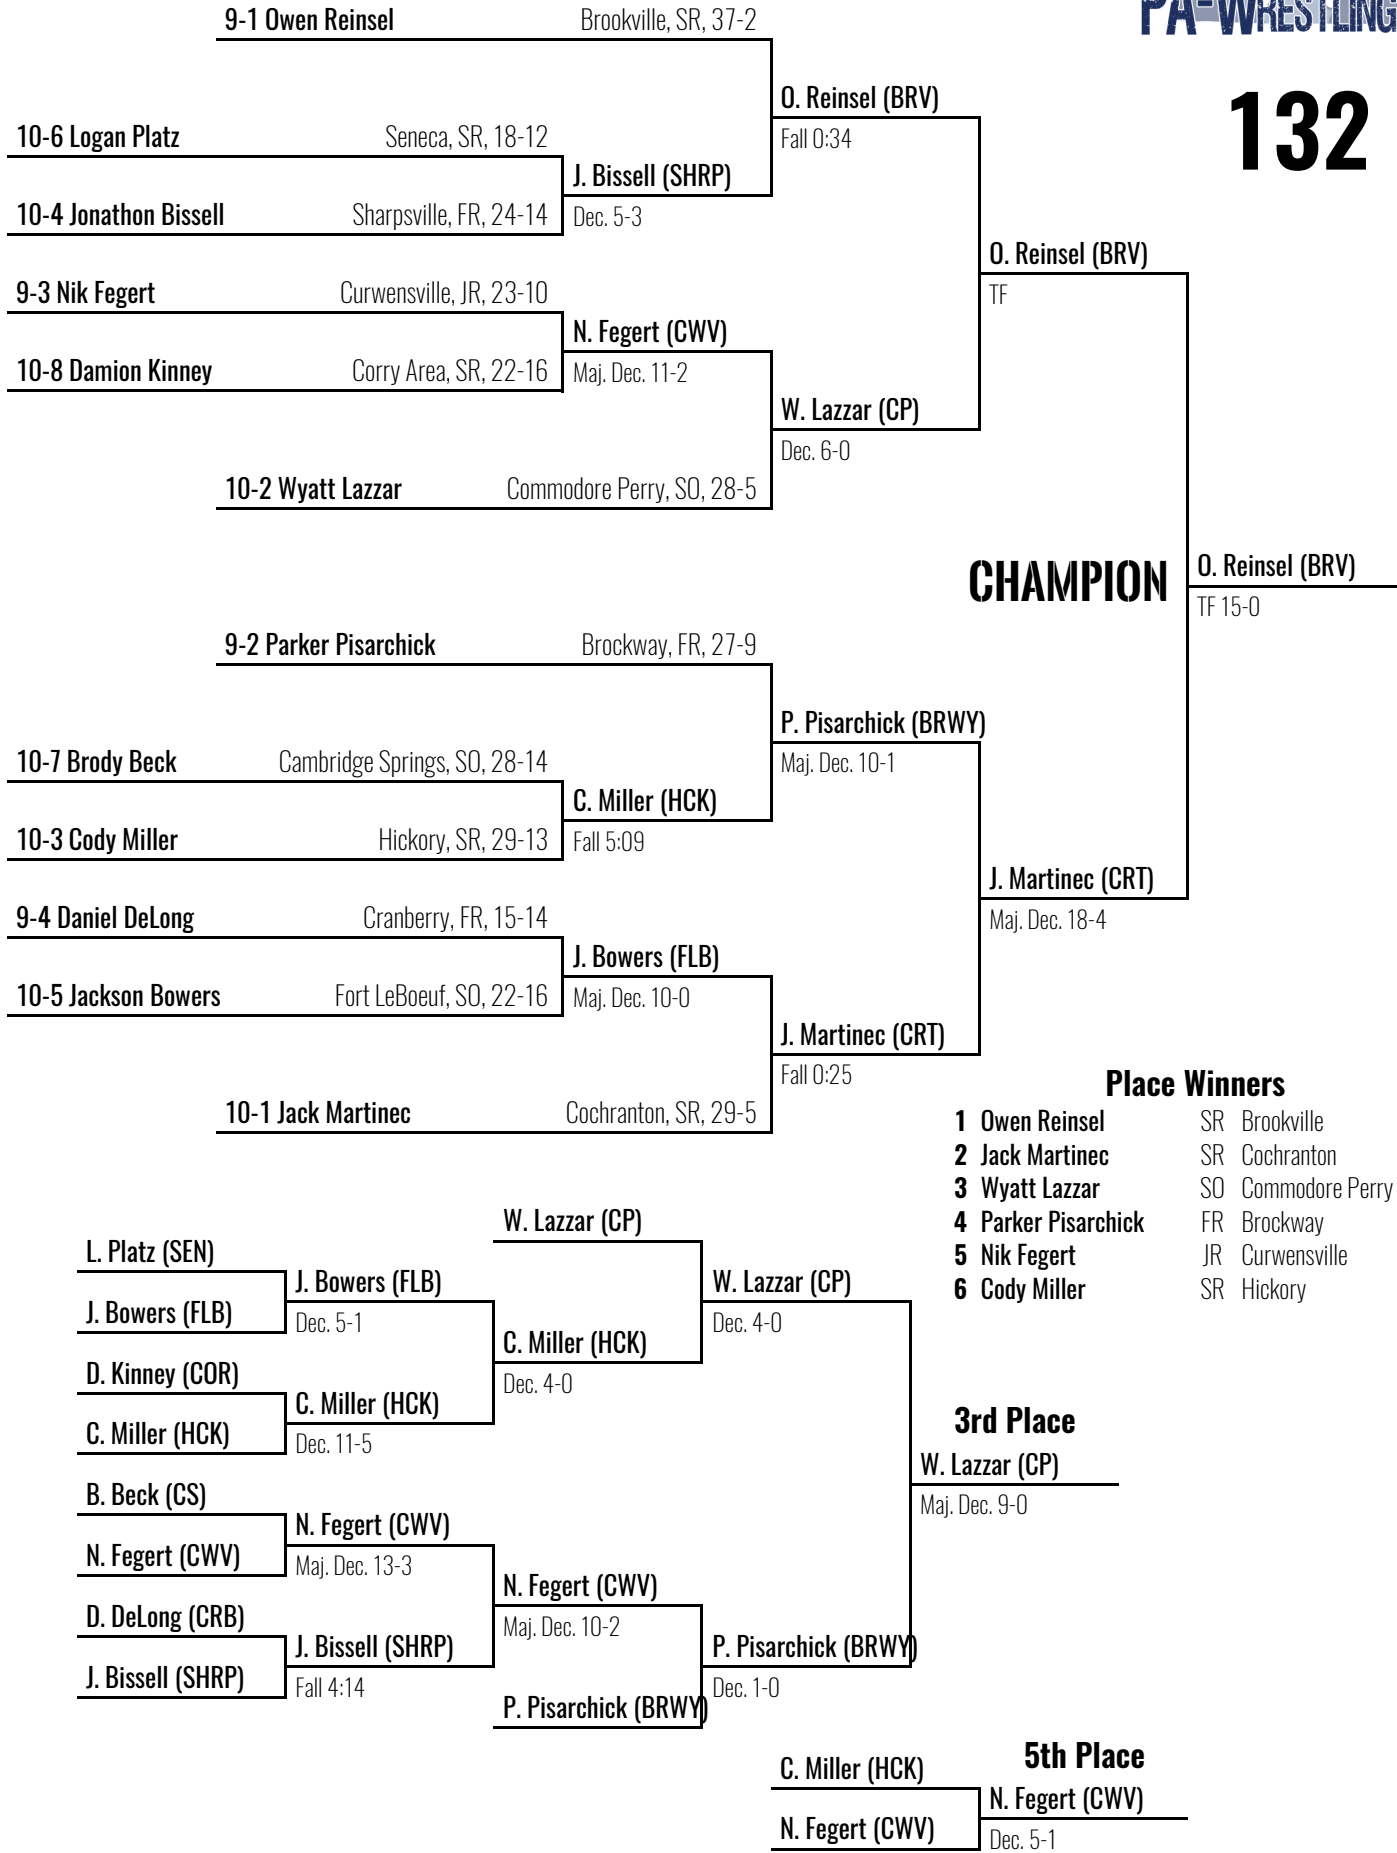 PA-WRESTLING
132
9-1 Owen Reinsel Brookville, SR, 37-2
O. Reinsel (BRV)
Fall 0:34
10-6 Logan Platz Seneca, SR, 18-12
J. Bissell (SHRP)
Dec. 5-3
10-4 Jonathon Bissell Sharpsville, FR, 24-14
O. Reinsel (BRV)
TF
9-3 Nik Fegert Curwensville, JR, 23-10
N. Fegert (CWV)
Maj. Dec. 11-2
10-8 Damion Kinney Corry Area, SR, 22-16
W. Lazzar (CP)
Dec. 6-0
10-2 Wyatt Lazzar Commodore Perry, SO, 28-5
CHAMPION
O. Reinsel (BRV)
TF 15-0
9-2 Parker Pisarchick Brockway, FR, 27-9
P. Pisarchick (BRWY)
Maj. Dec. 10-1
10-7 Brody Beck Cambridge Springs, SO, 28-14
C. Miller (HCK)
Fall 5:09
10-3 Cody Miller Hickory, SR, 29-13
J. Martinec (CRT)
Maj. Dec. 18-4
9-4 Daniel DeLong Cranberry, FR, 15-14
J. Bowers (FLB)
Maj. Dec. 10-0
10-5 Jackson Bowers Fort LeBoeuf, SO, 22-16
J. Martinec (CRT)
Fall 0:25
10-1 Jack Martinec Cochranton, SR, 29-5
Place Winners
1 Owen Reinsel SR Brookville
2 Jack Martinec SR Cochranton
3 Wyatt Lazzar SO Commodore Perry
4 Parker Pisarchick FR Brockway
5 Nik Fegert JR Curwensville
6 Cody Miller SR Hickory
W. Lazzar (CP)
L. Platz (SEN)
J. Bowers (FLB)
Dec. 5-1
J. Bowers (FLB)
W. Lazzar (CP)
Dec. 4-0
C. Miller (HCK)
Dec. 4-0
D. Kinney (COR)
C. Miller (HCK)
Dec. 11-5
C. Miller (HCK)
3rd Place
W. Lazzar (CP)
Maj. Dec. 9-0
B. Beck (CS)
N. Fegert (CWV)
Maj. Dec. 13-3
N. Fegert (CWV)
N. Fegert (CWV)
Maj. Dec. 10-2
D. DeLong (CRB)
J. Bissell (SHRP)
Fall 4:14
J. Bissell (SHRP)
P. Pisarchick (BRWY)
Dec. 1-0
P. Pisarchick (BRWY)
5th Place
C. Miller (HCK)
N. Fegert (CWV)
Dec. 5-1
N. Fegert (CWV)